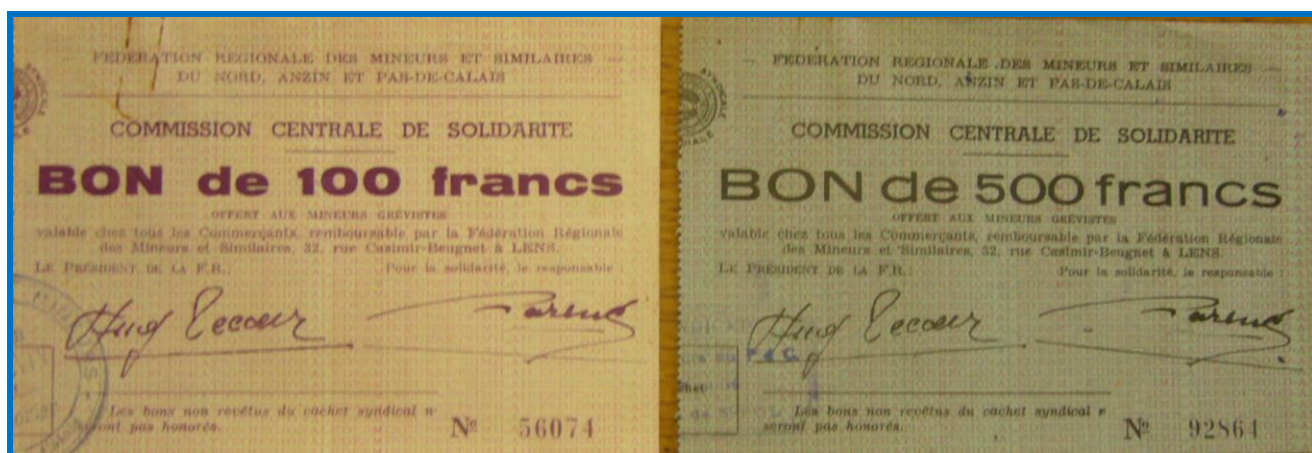 FEDERATION REGIONALE DES MINEURS ET SIMILAIRES
DU NORD, ANZIN ET PAS-DE-CALAIS
COMMISSION CENTRALE DE SOLIDARITE
BON de 100 francs
OFFERT AUX MINEURS GRÉVISTES
valable chez tous les Commerçants, remboursable par la Fédération Régionale
des Mineurs et Similaires, 32, rue Casimir-Beugnet à LENS.
LE PRÉSIDENT DE LA F.R.: Pour la solidarité, le responsable :
Les bons non revêtus du cachet syndical n
seront pas honorés.
No 56074
SYNDICALE
FEDERATION REGIONALE DES MINEURS ET SIMILAIRES
DU NORD, ANZIN ET PAS-DE-CALAIS
COMMISSION CENTRALE DE SOLIDARITE
BON de 500 francs
OFFERT AUX MINEURS GRÉVISTES
valable chez tous les Commerçants, remboursable par la Fédération Régionale
des Mineurs et Similaires, 32, rue Casimir-Beugnet à LENS.
LE PRÉSIDENT DE LA F.R.: Pour la solidarité, le responsable :
Les bons non revêtus du cachet syndical n
seront pas honorés.
No 92864